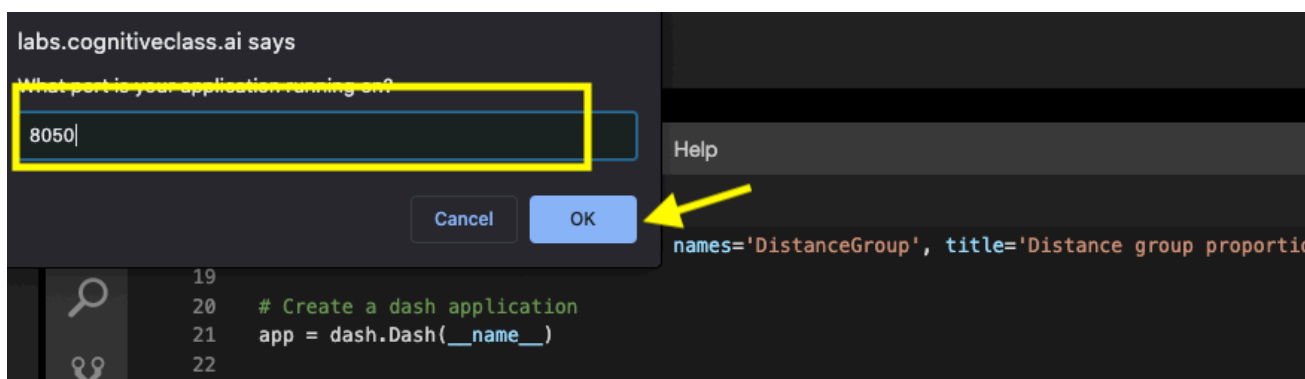 labs.cognitiveclass.ai says
What port is your application running on?
8050
Help
Cancel
OK
names='DistanceGroup', title='Distance group proportio
19
20 # Create a dash application
21 app = dash.Dash(__name__)
22